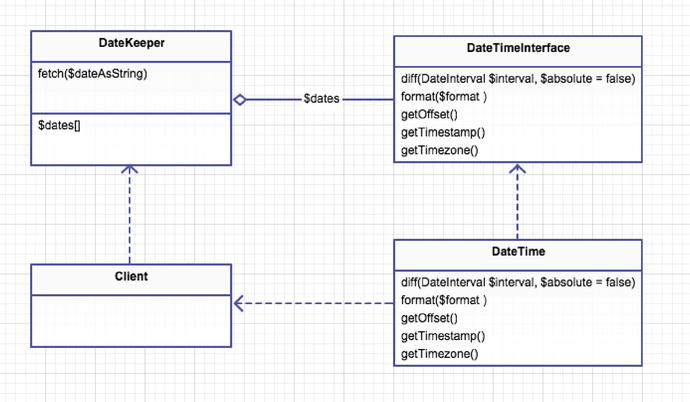 DateKeeper
fetch($dateAsString)
$dates[]
$dates
DateTimeInterface
diff(DateInterval $interval, $absolute = false)
format($format )
getOffset()
getTimestamp()
getTimezone()
Client
DateTime
diff(DateInterval $interval, $absolute = false)
format($format )
getOffset()
getTimestamp()
getTimezone()